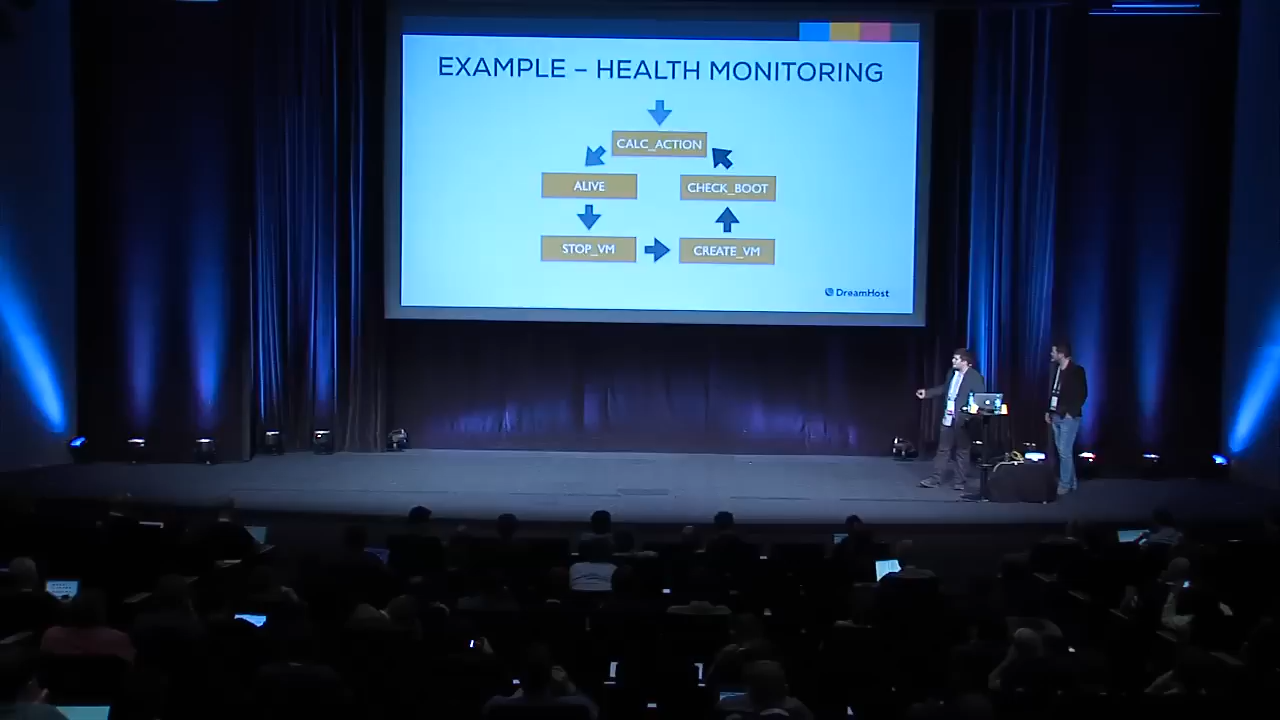 EXAMPLE – HEALTH MONITORING
CALC_ACTION
ALIVE
CHECK_BOOT
STOP_VM
CREATE_VM
DreamHost